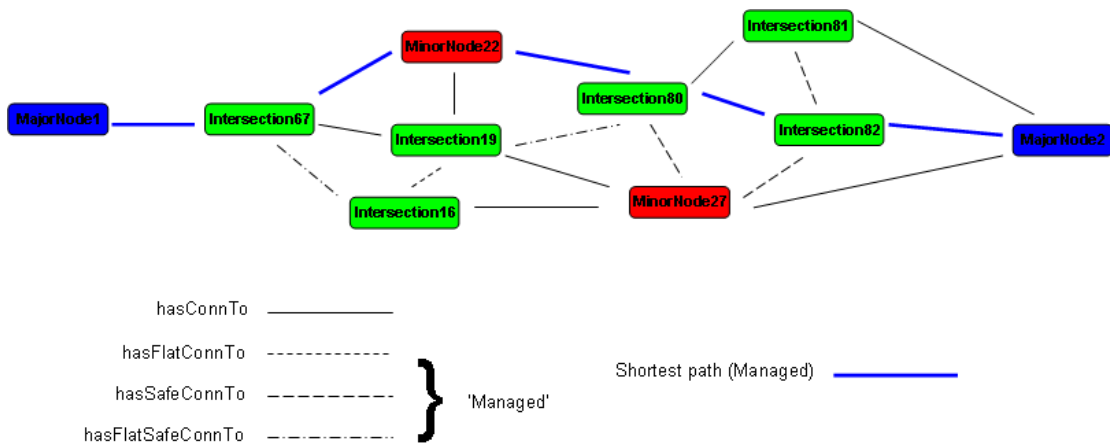 Intersection81
MinorNode22
Intersection80
MajorNode1
Intersection67
Intersection19
Intersection82
MajorNode2
MinorNode27
Intersection16
hasConnTo
hasFlatConnTo
hasSafeConnTo
hasFlatSafeConnTo
'Managed'
Shortest path (Managed)